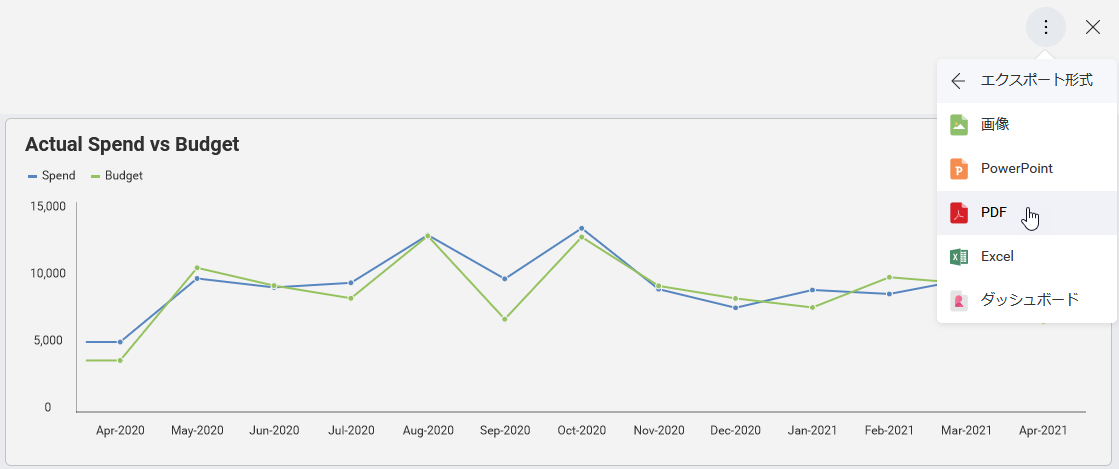 エクスポート形式
画像
PowerPoint
PDF
Excel
ダッシュボード
Actual Spend vs Budget
Spend Budget
15,000
10,000
5,000
0
Apr-2020 May-2020 Jun-2020 Jul-2020 Aug-2020 Sep-2020 Oct-2020 Nov-2020 Dec-2020 Jan-2021 Feb-2021 Mar-2021 Apr-2021